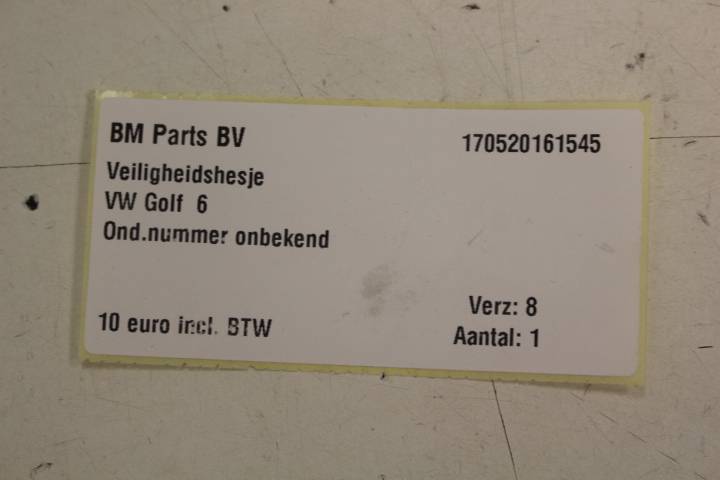 BM Parts BV 170520161545
Veiligheidshesje
VW Golf 6
Ond.nummer onbekend
Verz: 8
10 euro incl. BTW Aantal: 1